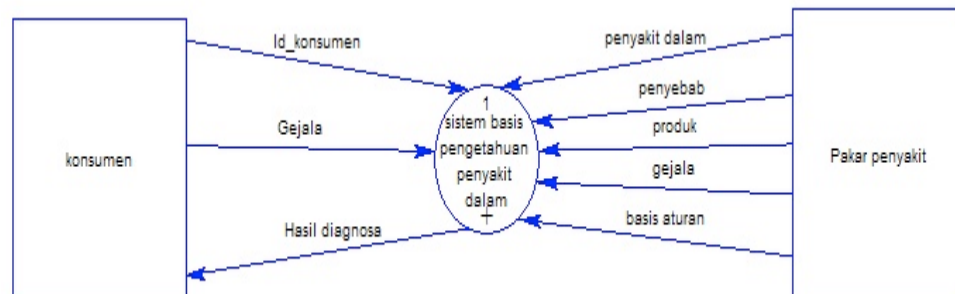 Id_konsumen
penyakit dalam
penyebab
1
sistem basis
pengetahuan
penyakit
dalam
Gejala
produk
konsumen
Pakar penyakit
gejala
basis aturan
Hasil diagnosa